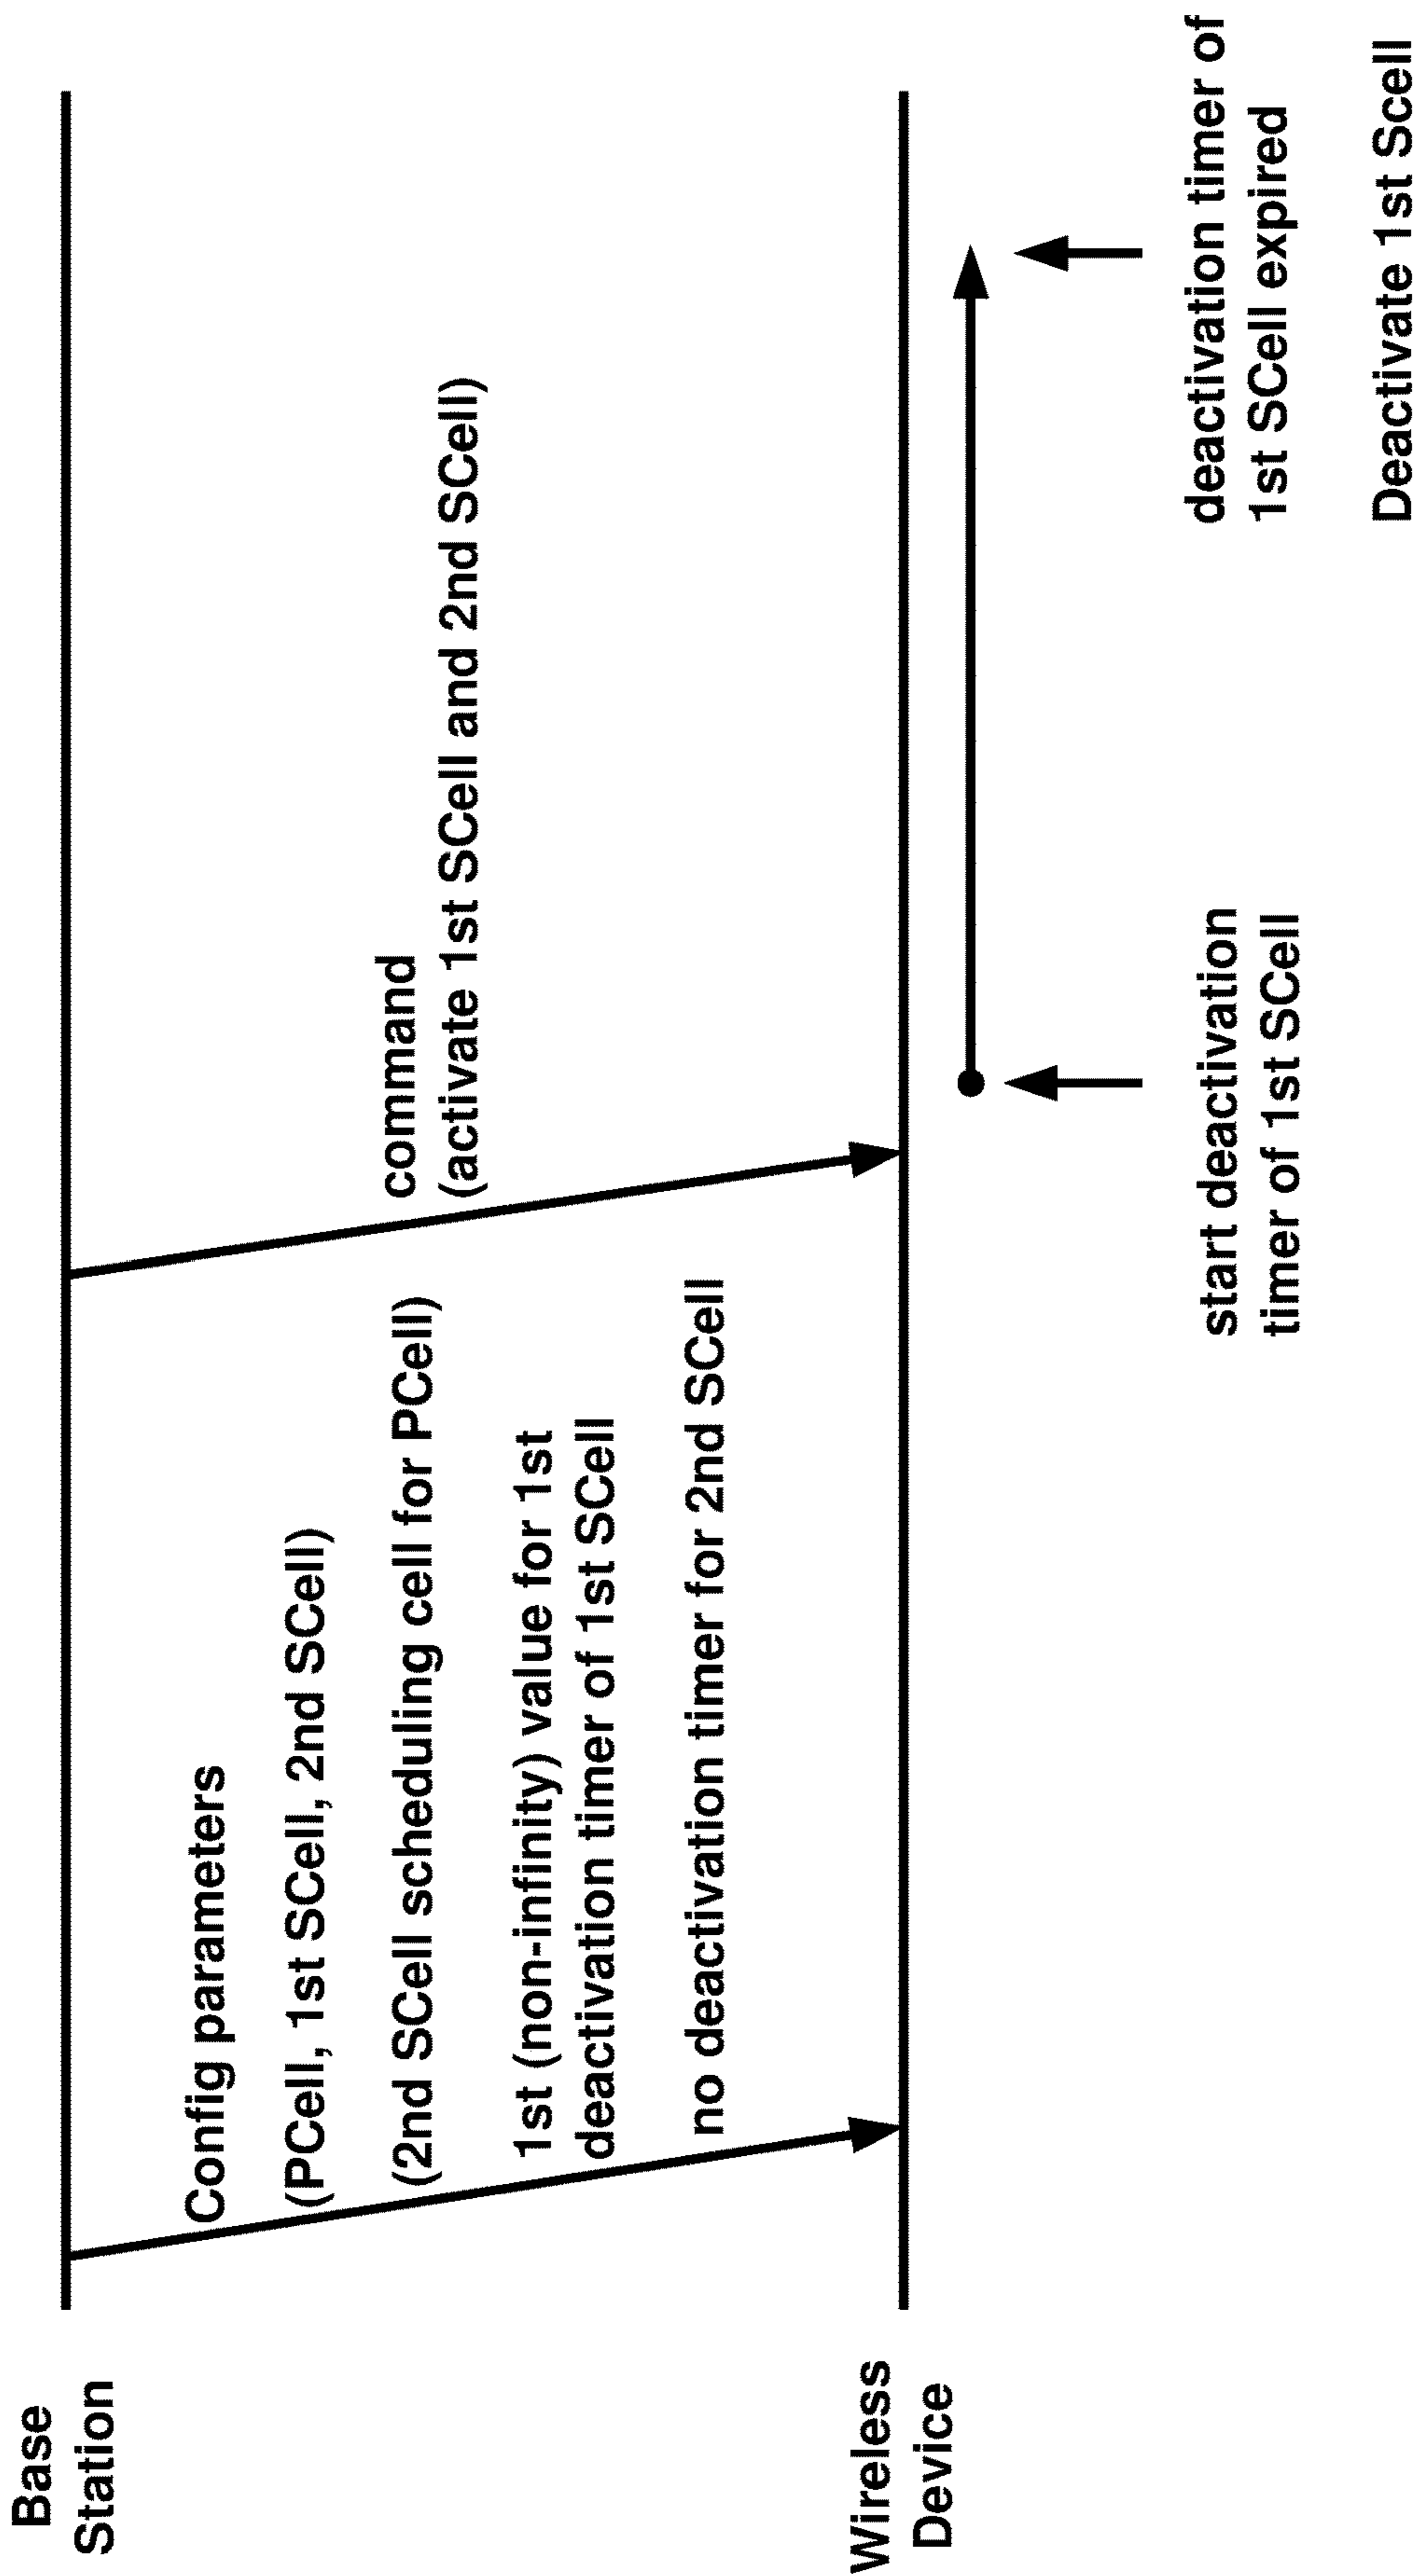 Base
Station
Config parameters
(PCell, 1st SCell, 2nd SCell)
(2nd SCell scheduling cell for PCell)
1st (non-infinity) value for 1st
deactivation timer of 1st SCell
no deactivation timer for 2nd SCell
command
(activate 1st SCell and 2nd SCell)
Wireless
Device
start deactivation
timer of 1st SCell
deactivation timer of
1st SCell expired
Deactivate 1st Scell